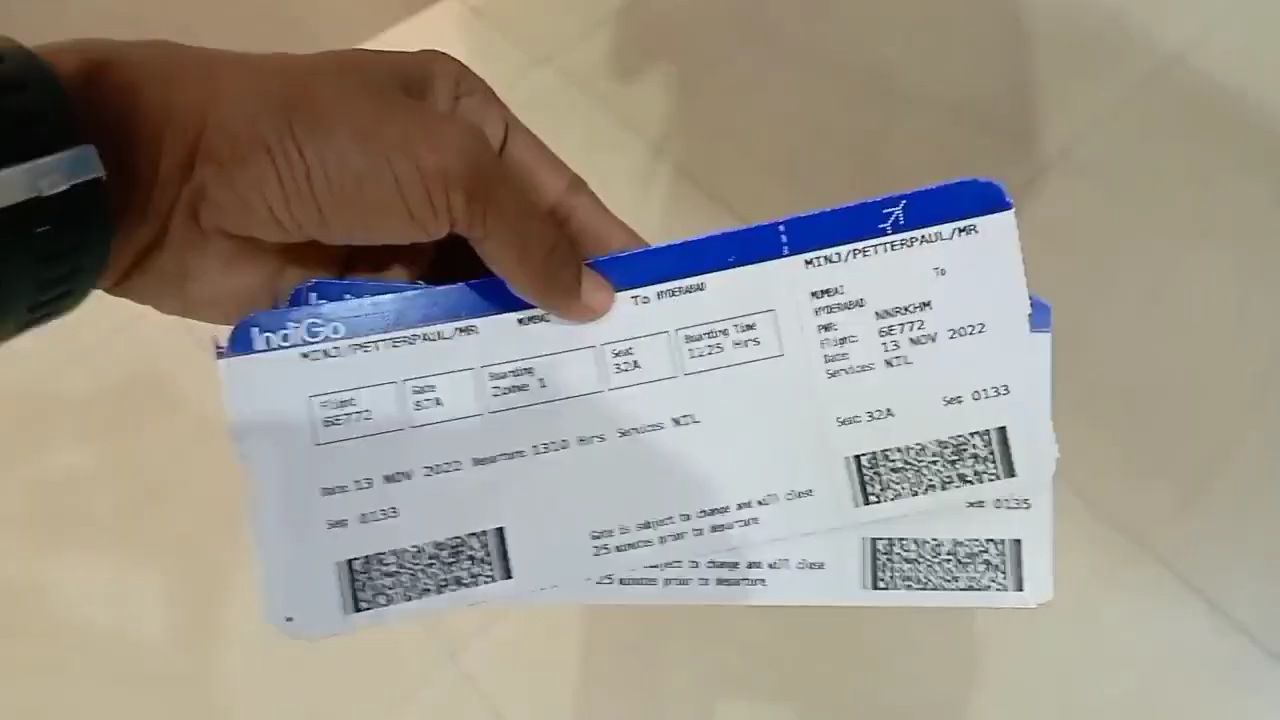 IndiGo
MINJ/PETTERPAUL/MR MUMBAI To HYDERABAD
Flight Gate Boarding Seat Boarding Time
6E772 87A Zone 1 32A 1225 Hrs
Date 13 NOV 2022 Departure 1310 Hrs Services NIL
Seq 0133
Gate is subject to change and will close
25 minutes prior to departure
MINJ/PETTERPAUL/MR
MUMBAI To
HYDERABAD
PNR: NNRKHM
Flight: 6E772
Date: 13 NOV 2022
Services: NIL
Seat: 32A Seq 0133
Seq 0135
subject to change and will close
25 minutes prior to departure